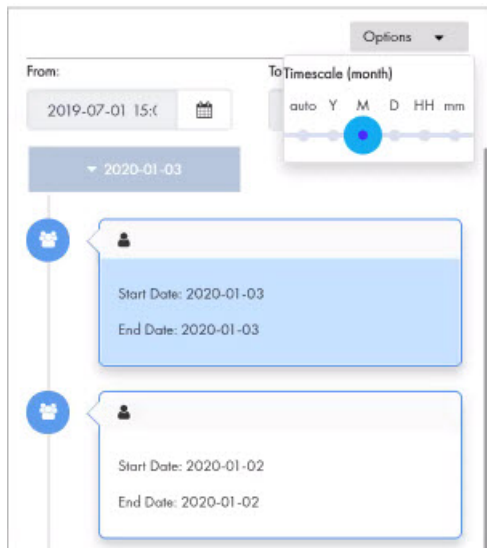 Options
From:
To
Timescale (month)
2019-07-01 15:
auto Y M D HH mm
2020-01-03
Start Date: 2020-01-03
End Date: 2020-01-03
Start Date: 2020-01-02
End Date: 2020-01-02